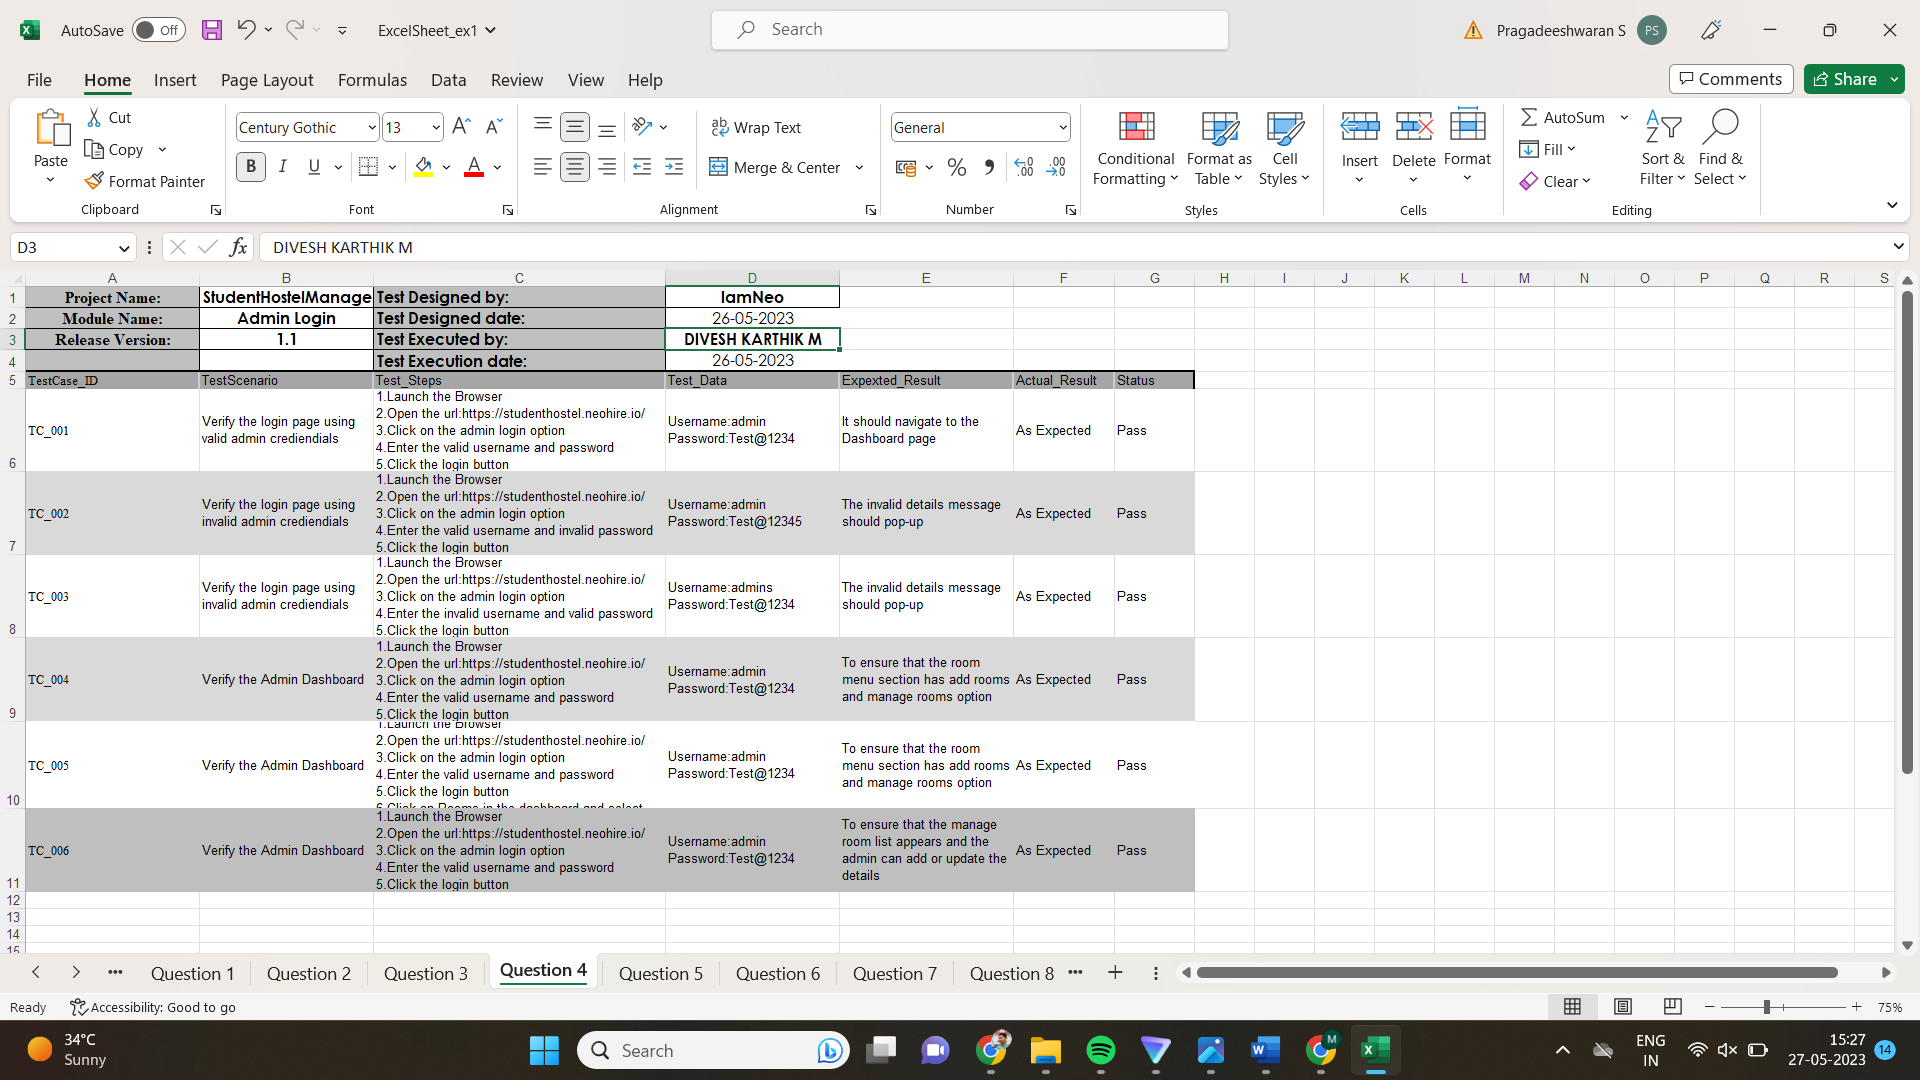 AutoSave Off ExcelSheet_ex1 Search Pragadeeshwaran S PS
File Home Insert Page Layout Formulas Data Review View Help Comments Share
Paste Cut Copy Format Painter Clipboard
Century Gothic 13 B I U A Font
Wrap Text Merge & Center Alignment
General % .00 Number
Conditional Formatting Format as Table Cell Styles Styles
Insert Delete Format Cells
AutoSum Fill Clear Sort & Filter Find & Select Editing
D3 fx DIVESH KARTHIK M
A B C D E F G H I J K L M N O P Q R S
1 Project Name: StudentHostelManage Test Designed by: IamNeo
2 Module Name: Admin Login Test Designed date: 26-05-2023
3 Release Version: 1.1 Test Executed by: DIVESH KARTHIK M
4 Test Execution date: 26-05-2023
5 TestCase_ID TestScenario Test_Steps Test_Data Expexted_Result Actual_Result Status
6 TC_001
Verify the login page using
valid admin crediendials
1.Launch the Browser
2.Open the url:https://studenthostel.neohire.io/
3.Click on the admin login option
4.Enter the valid username and password
5.Click the login button
Username:admin
Password:Test@1234
It should navigate to the
Dashboard page
As Expected
Pass
7 TC_002
Verify the login page using
invalid admin crediendials
1.Launch the Browser
2.Open the url:https://studenthostel.neohire.io/
3.Click on the admin login option
4.Enter the valid username and invalid password
5.Click the login button
Username:admin
Password:Test@12345
The invalid details message
should pop-up
As Expected
Pass
8 TC_003
Verify the login page using
invalid admin crediendials
1.Launch the Browser
2.Open the url:https://studenthostel.neohire.io/
3.Click on the admin login option
4.Enter the invalid username and valid password
5.Click the login button
Username:admins
Password:Test@1234
The invalid details message
should pop-up
As Expected
Pass
9 TC_004
Verify the Admin Dashboard
1.Launch the Browser
2.Open the url:https://studenthostel.neohire.io/
3.Click on the admin login option
4.Enter the valid username and password
5.Click the login button
Username:admin
Password:Test@1234
To ensure that the room
menu section has add rooms
and manage rooms option
As Expected
Pass
10 TC_005
Verify the Admin Dashboard
1.Launch the Browser
2.Open the url:https://studenthostel.neohire.io/
3.Click on the admin login option
4.Enter the valid username and password
5.Click the login button
6.Click on Rooms in the dashboard and select
Username:admin
Password:Test@1234
To ensure that the room
menu section has add rooms
and manage rooms option
As Expected
Pass
11 TC_006
Verify the Admin Dashboard
1.Launch the Browser
2.Open the url:https://studenthostel.neohire.io/
3.Click on the admin login option
4.Enter the valid username and password
5.Click the login button
Username:admin
Password:Test@1234
To ensure that the manage
room list appears and the
admin can add or update the
details
As Expected
Pass
12
13
14
15
Question 1 Question 2 Question 3 Question 4 Question 5 Question 6 Question 7 Question 8
Ready Accessibility: Good to go 75%
34°C
Sunny
Search
ENG
IN
15:27
27-05-2023
14